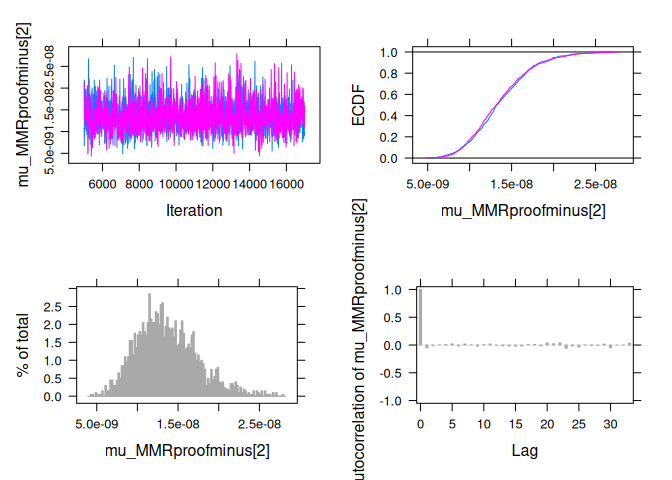 mu_MMRproofminus[2]
5.0e-091.5e-082.5e-08
6000 8000 10000 12000 14000 16000
Iteration
ECDF
1.0
0.8
0.6
0.4
0.2
0.0
5.0e-09 1.5e-08 2.5e-08
mu_MMRproofminus[2]
% of total
2.5
2.0
1.5
1.0
0.5
0.0
5.0e-09 1.5e-08 2.5e-08
mu_MMRproofminus[2]
utocorrelation of mu_MMRproofminus[2]
1.0
0.5
0.0
-0.5
-1.0
0 5 10 15 20 25 30
Lag